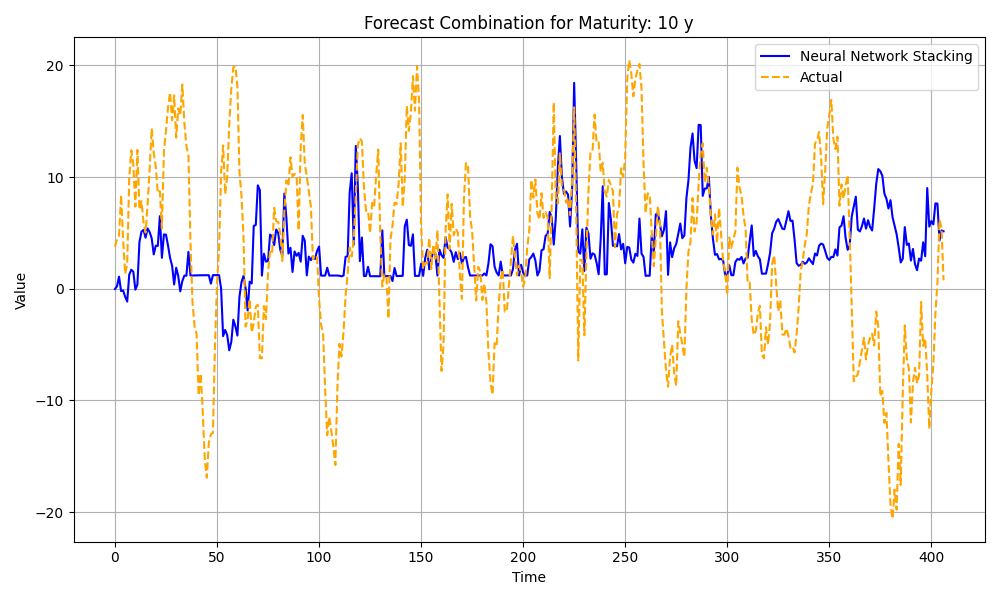 Forecast Combination for Maturity: 10 y
Neural Network Stacking
Actual
Value
20
10
0
−10
−20
0 50 100 150 200 250 300 350 400
Time